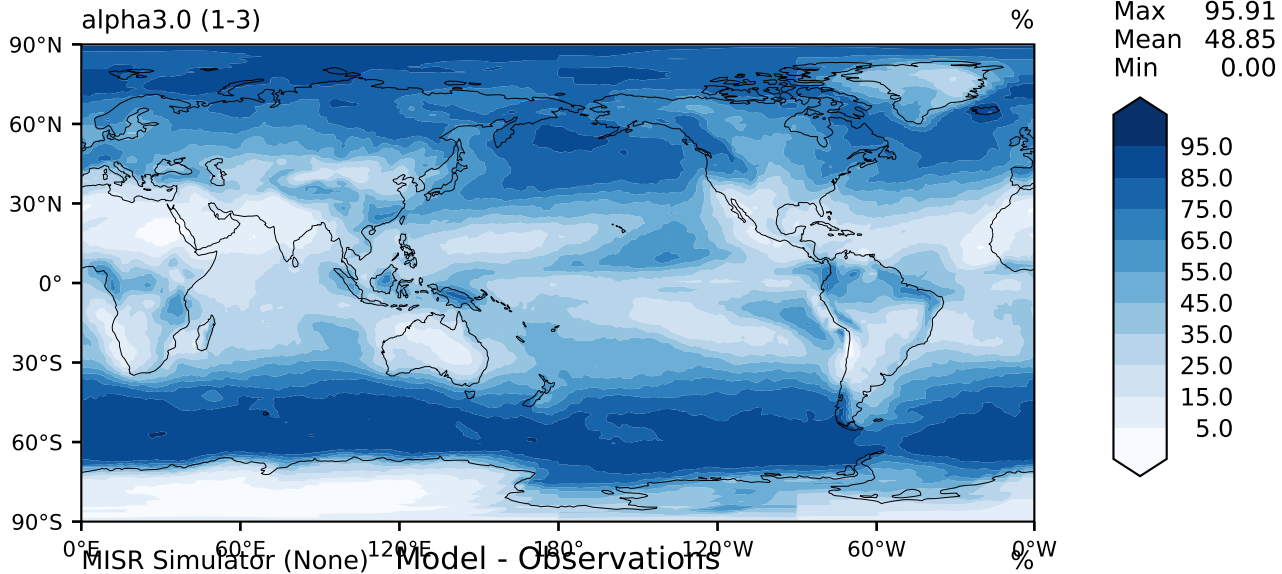 alpha3.0 (1-3) %
Max 95.91
Mean 48.85
Min 0.00
90°N
60°N
30°N
0°
30°S
60°S
90°S
95.0
85.0
75.0
65.0
55.0
45.0
35.0
25.0
15.0
5.0
0°E 60°E 120°E 180° 120°W 60°W 0°W
MISR Simulator (None) Model - Observations %